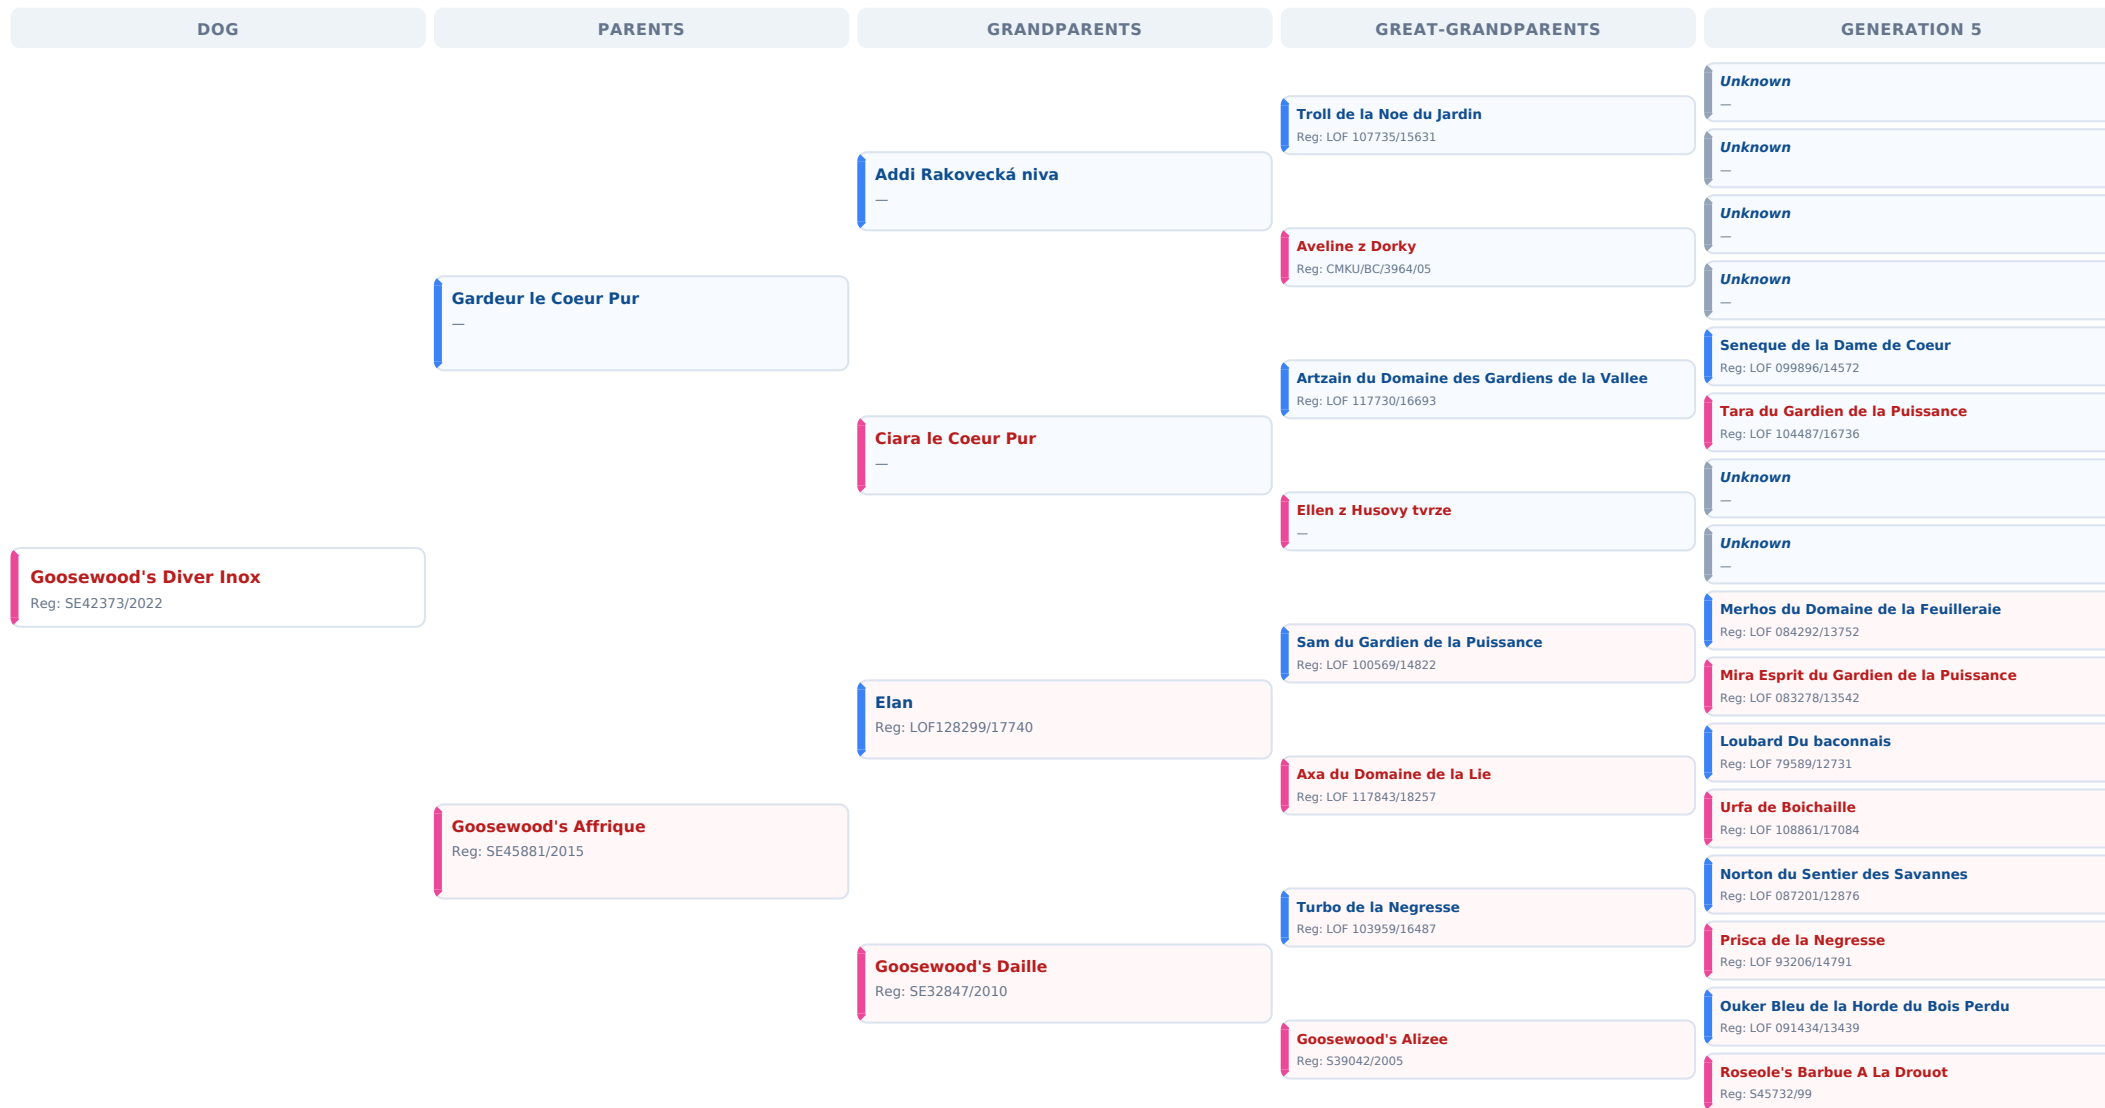 DOG
PARENTS
GRANDPARENTS
GREAT-GRANDPARENTS
GENERATION 5
Goosewood's Diver Inox
Reg: SE42373/2022
Gardeur le Coeur Pur
—
Goosewood's Affrique
Reg: SE45881/2015
Addi Rakovecká niva
—
Ciara le Coeur Pur
—
Elan
Reg: LOF128299/17740
Goosewood's Daille
Reg: SE32847/2010
Troll de la Noe du Jardin
Reg: LOF 107735/15631
Aveline z Dorky
Reg: CMKU/BC/3964/05
Artzain du Domaine des Gardiens de la Vallee
Reg: LOF 117730/16693
Ellen z Husovy tvrze
—
Sam du Gardien de la Puissance
Reg: LOF 100569/14822
Axa du Domaine de la Lie
Reg: LOF 117843/18257
Turbo de la Negresse
Reg: LOF 103959/16487
Goosewood's Alizee
Reg: S39042/2005
Unknown
—
Unknown
—
Unknown
—
Unknown
—
Seneque de la Dame de Coeur
Reg: LOF 099896/14572
Tara du Gardien de la Puissance
Reg: LOF 104487/16736
Unknown
—
Unknown
—
Merhos du Domaine de la Feuilleraie
Reg: LOF 084292/13752
Mira Esprit du Gardien de la Puissance
Reg: LOF 083278/13542
Loubard Du baconnais
Reg: LOF 79589/12731
Urfa de Boichaille
Reg: LOF 108861/17084
Norton du Sentier des Savannes
Reg: LOF 087201/12876
Prisca de la Negresse
Reg: LOF 93206/14791
Ouker Bleu de la Horde du Bois Perdu
Reg: LOF 091434/13439
Roseole's Barbue A La Drouot
Reg: S45732/99